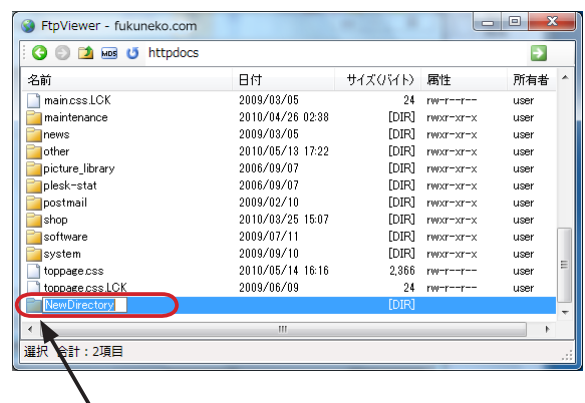 FtpViewer - fukuneko.com
MDS httpdocs
名前 日付 サイズ(バイト) 属性 所有者
main.css.LCK 2009/03/05 24 rw-r--r-- user
maintenance 2010/04/26 02:38 [DIR] rwxr-xr-x user
news 2009/03/05 [DIR] rwxr-xr-x user
other 2010/05/13 17:22 [DIR] rwxr-xr-x user
picture_library 2006/09/07 [DIR] rwxr-xr-x user
plesk-stat 2006/09/07 [DIR] rwxr-xr-x user
postmail 2009/02/10 [DIR] rwxr-xr-x user
shop 2010/03/25 15:07 [DIR] rwxr-xr-x user
software 2009/07/11 [DIR] rwxr-xr-x user
system 2009/09/10 [DIR] rwxr-xr-x user
toppage.css 2010/05/14 16:16 2,366 rw-r--r-- user
toppage.css.LCK 2009/06/09 24 rw-r--r-- user
NewDirectory [DIR]
選択 合計：2項目